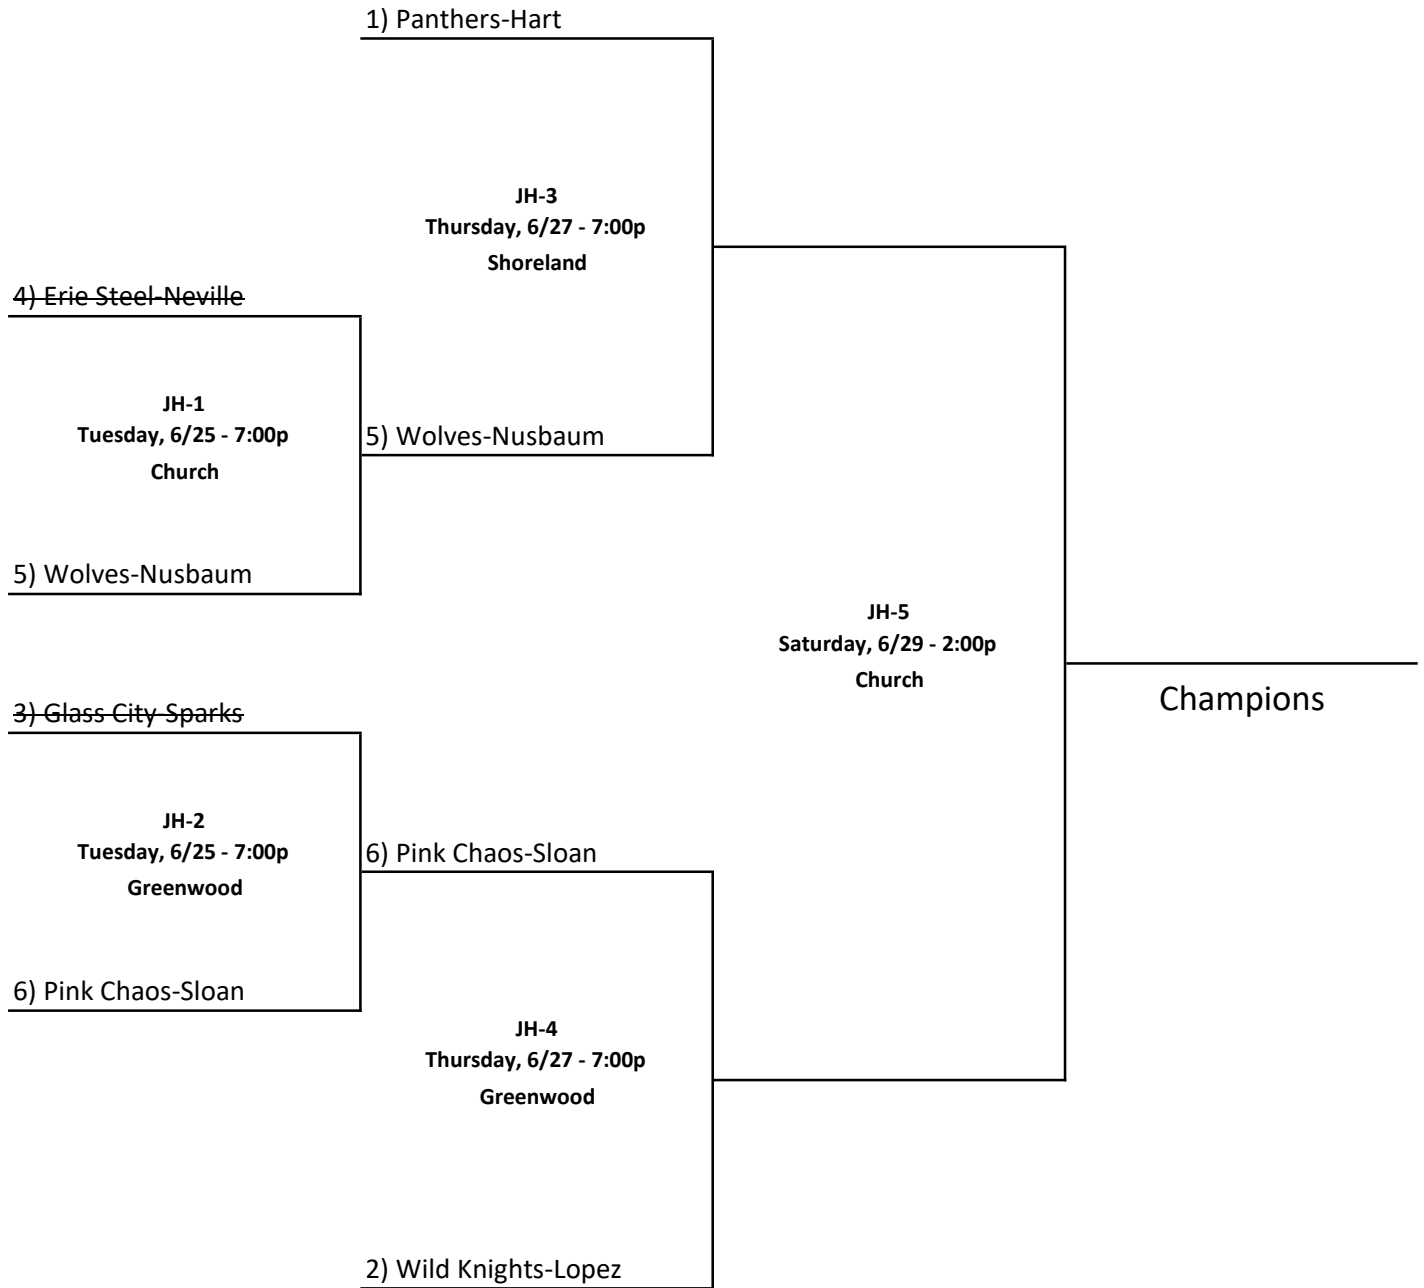 1) Panthers-Hart
JH-3
Thursday, 6/27 - 7:00p
Shoreland
4) Erie Steel-Neville
JH-1
Tuesday, 6/25 - 7:00p
Church
5) Wolves-Nusbaum
5) Wolves-Nusbaum
JH-5
Saturday, 6/29 - 2:00p
Church
Champions
3) Glass City-Sparks
JH-2
Tuesday, 6/25 - 7:00p
Greenwood
6) Pink Chaos-Sloan
6) Pink Chaos-Sloan
JH-4
Thursday, 6/27 - 7:00p
Greenwood
2) Wild Knights-Lopez